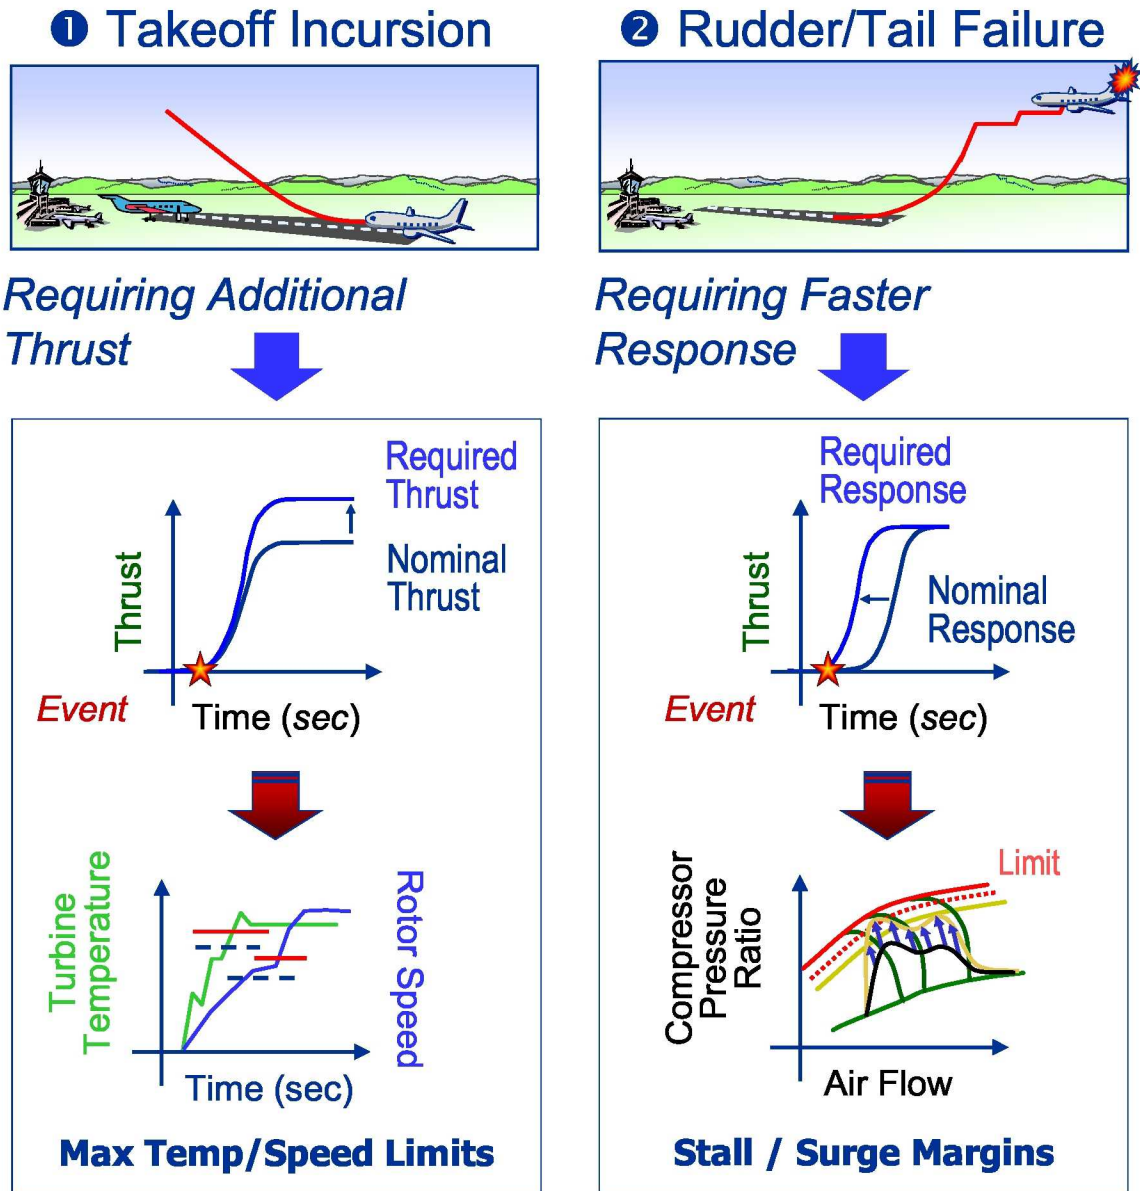 ❶ Takeoff Incursion
Requiring Additional
Thrust
Required
Thrust
Nominal
Thrust
Thrust
Event
Time (sec)
Turbine
Temperature
Rotor Speed
Time (sec)
Max Temp/Speed Limits
❷ Rudder/Tail Failure
Requiring Faster
Response
Required
Response
Nominal
Response
Thrust
Event
Time (sec)
Limit
Compressor
Pressure
Ratio
Air Flow
Stall / Surge Margins